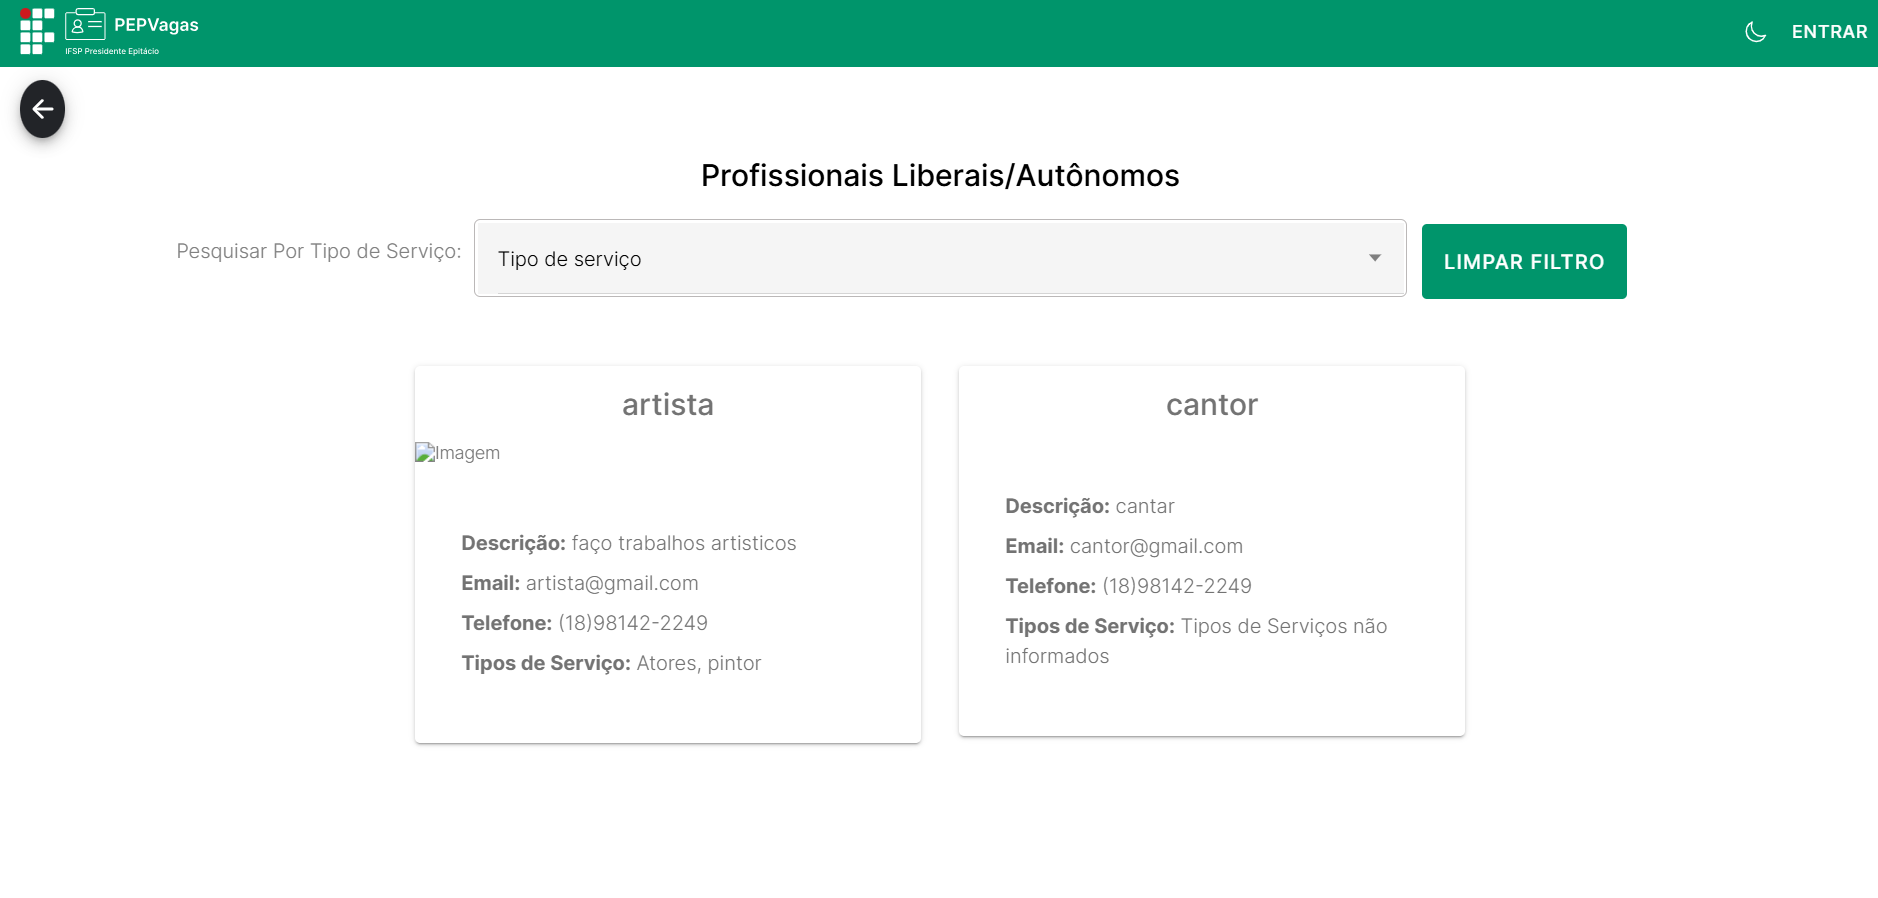 PEPVagas
IFSP Presidente Epitácio
ENTRAR
Profissionais Liberais/Autônomos
Pesquisar Por Tipo de Serviço:
Tipo de serviço
LIMPAR FILTRO
artista
Imagem
Descrição: faço trabalhos artisticos
Email: artista@gmail.com
Telefone: (18)98142-2249
Tipos de Serviço: Atores, pintor
cantor
Descrição: cantar
Email: cantor@gmail.com
Telefone: (18)98142-2249
Tipos de Serviço: Tipos de Serviços não
informados